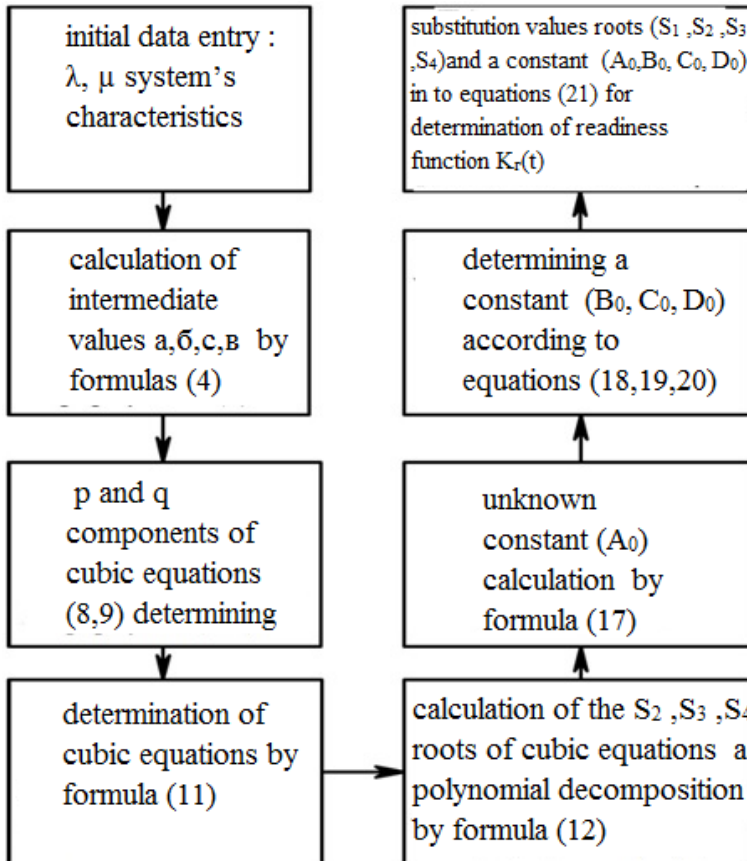 initial data entry :
λ, μ system's
characteristics
calculation of
intermediate
values a,б,c,в by
formulas (4)
p and q
components of
cubic equations
(8,9) determining
determination of
cubic equations by
formula (11)
calculation of the S₂ ,S₃ ,S₄
roots of cubic equations a
polynomial decomposition
by formula (12)
unknown
constant (A₀)
calculation by
formula (17)
determining a
constant (B₀, C₀, D₀)
according to
equations (18,19,20)
substitution values roots (S₁ ,S₂ ,S₃
,S₄)and a constant (A₀,B₀, C₀, D₀)
in to equations (21) for
determination of readiness
function Kᵣ(t)